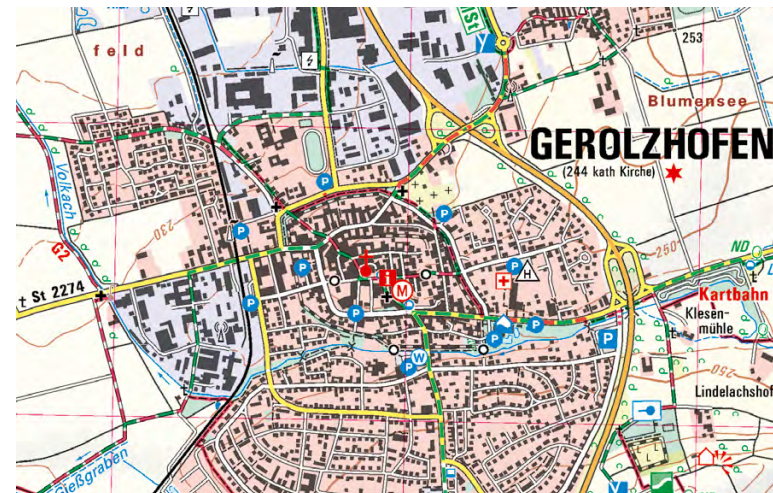 feld
253
Blumensee
GEROLZHOFEN
(244 kath Kirche)
Volkach
230
G2
t St 2274
250
ND
Kartbahn
Klesen-
mühle
250
Lindelachshof
Gießgraben
P
P
P
P
P
P
P
P
P
P
P
H
i
M
W